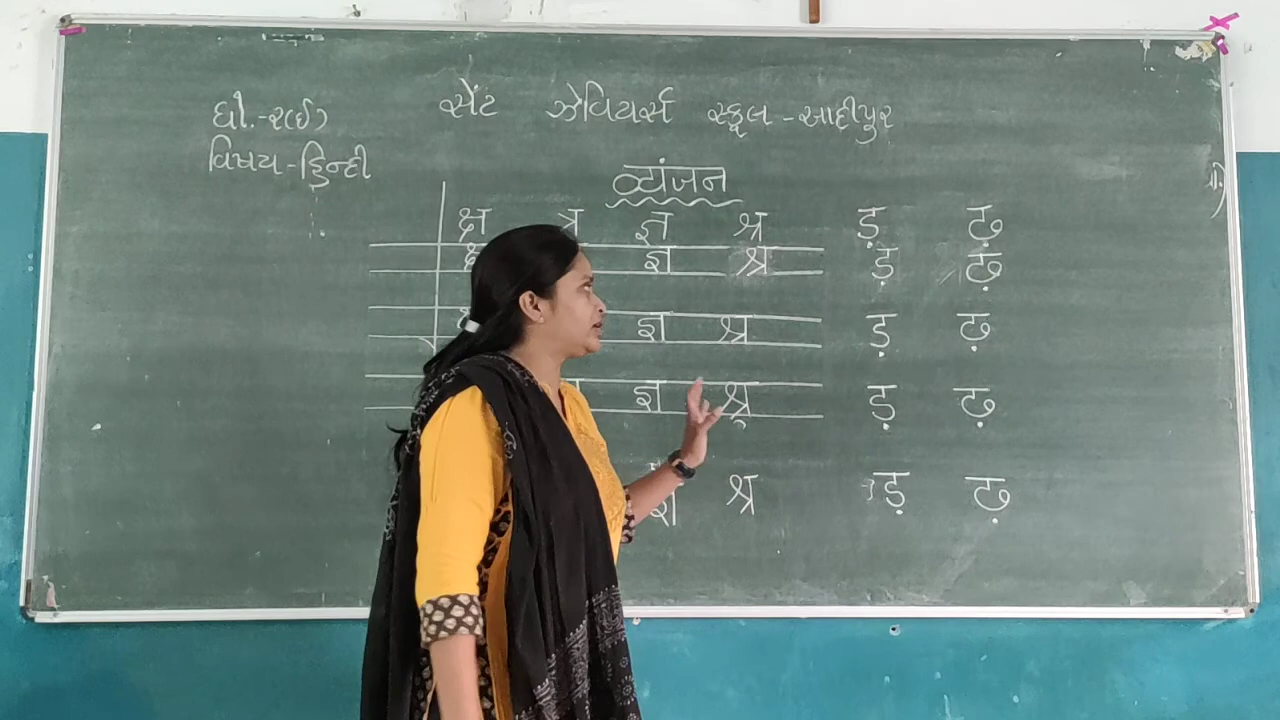 સેંટ ઝેવિયર્સ સ્કૂલ - આદીપુર
ધો.-૨(ઈ)
વિષય-હિન્દી
व्यंजन
क्ष त्र ज्ञ श्र ड़ ढ़
ज्ञ श्र ड़ ढ़
ज्ञ श्र ड़ ढ़
ज्ञ श्र ड़ ढ़
श्र ड़ ढ़